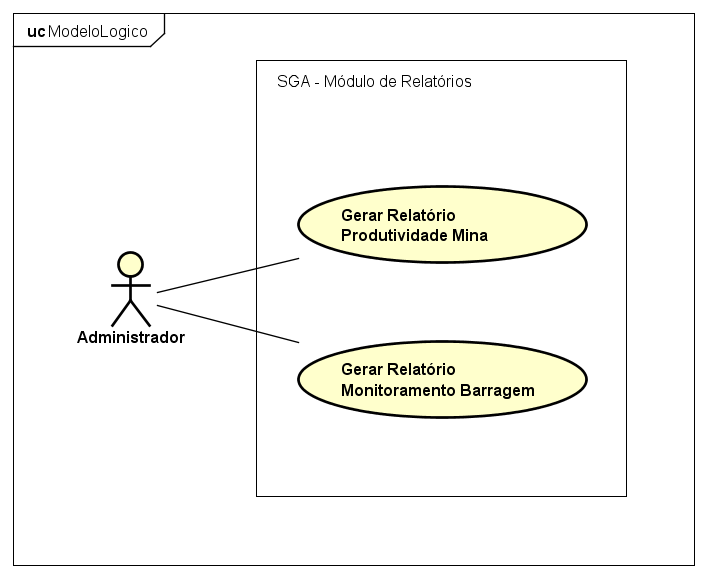 uc ModeloLogico
SGA - Módulo de Relatórios
Gerar Relatório
Produtividade Mina
Administrador
Gerar Relatório
Monitoramento Barragem